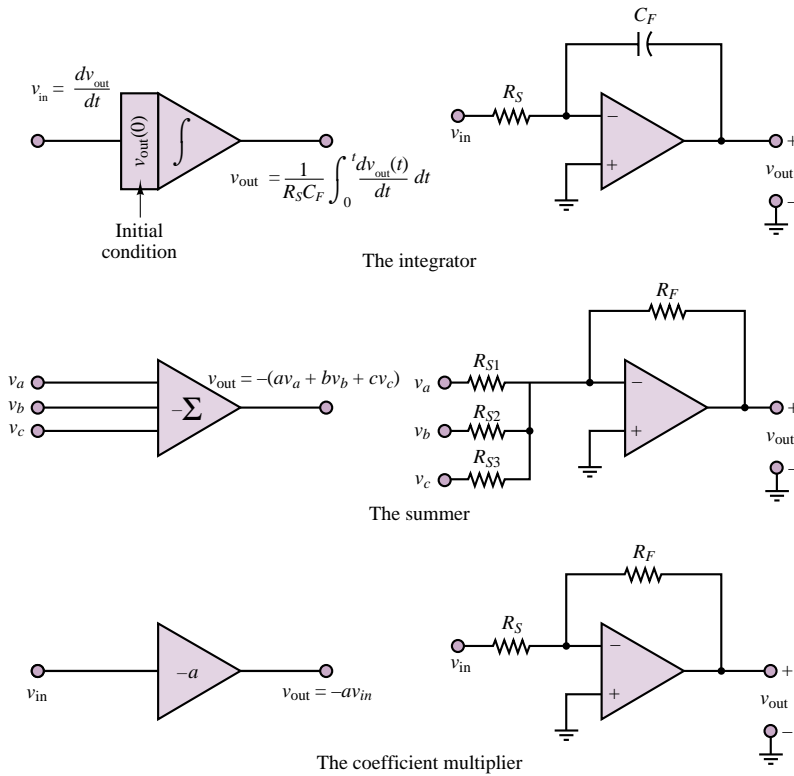 C_F
v_in = dv_out/dt
R_S
v_out(0)
∫
−
+
v_in
+
v_out
−
v_out = 1/(R_S C_F) ∫_0^t dv_out(t)/dt dt
Initial
condition
The integrator
R_F
v_a
v_b
v_c
−Σ
v_out = −(av_a + bv_b + cv_c)
R_S1
v_a
R_S2
v_b
R_S3
v_c
−
+
+
v_out
−
The summer
R_F
v_in
−a
v_out = −av_in
R_S
v_in
−
+
+
v_out
−
The coefficient multiplier